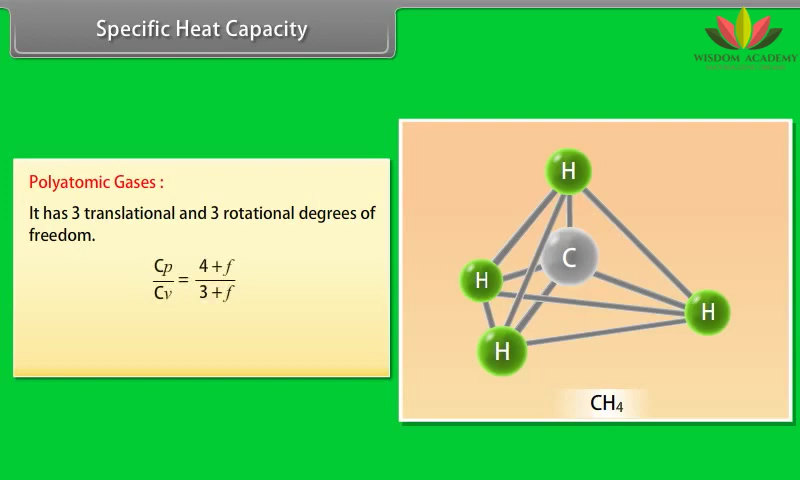 Specific Heat Capacity
WISDOM ACADEMY
Polyatomic Gases :
It has 3 translational and 3 rotational degrees of
freedom.
Cp/Cv = 4 + f/3 + f
H
C
H
H
H
CH₄